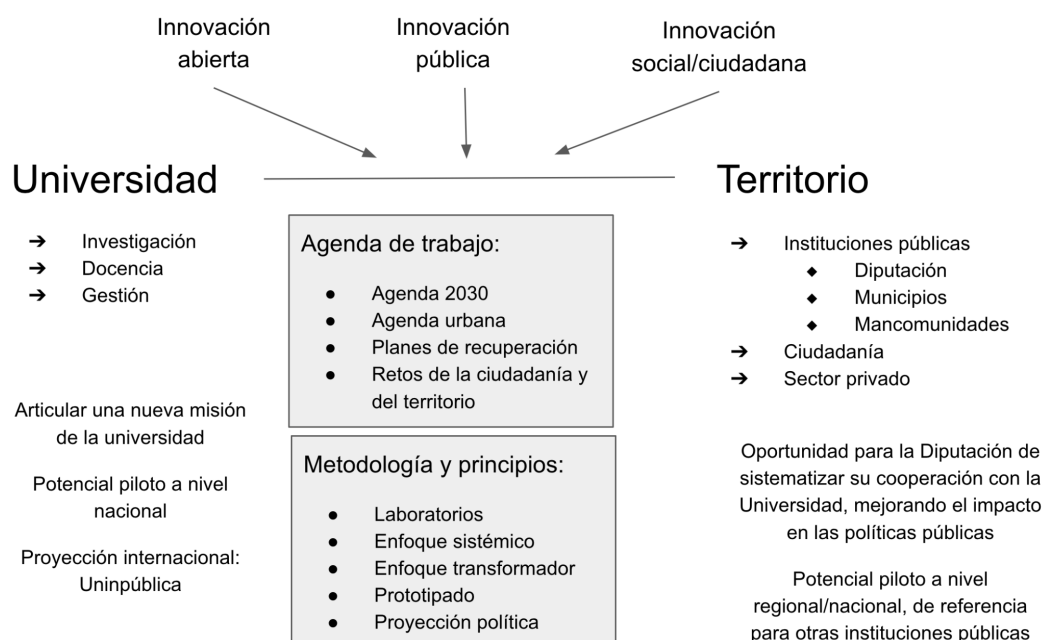 Innovación
abierta
Innovación
pública
Innovación
social/ciudadana
Universidad
Territorio
➔ Investigación
➔ Docencia
➔ Gestión
Articular una nueva misión
de la universidad
Potencial piloto a nivel
nacional
Proyección internacional:
Uninpública
Agenda de trabajo:
● Agenda 2030
● Agenda urbana
● Planes de recuperación
● Retos de la ciudadanía y
del territorio
Metodología y principios:
● Laboratorios
● Enfoque sistémico
● Enfoque transformador
● Prototipado
● Proyección política
➔ Instituciones públicas
◆ Diputación
◆ Municipios
◆ Mancomunidades
➔ Ciudadanía
➔ Sector privado
Oportunidad para la Diputación de
sistematizar su cooperación con la
Universidad, mejorando el impacto
en las políticas públicas
Potencial piloto a nivel
regional/nacional, de referencia
para otras instituciones públicas